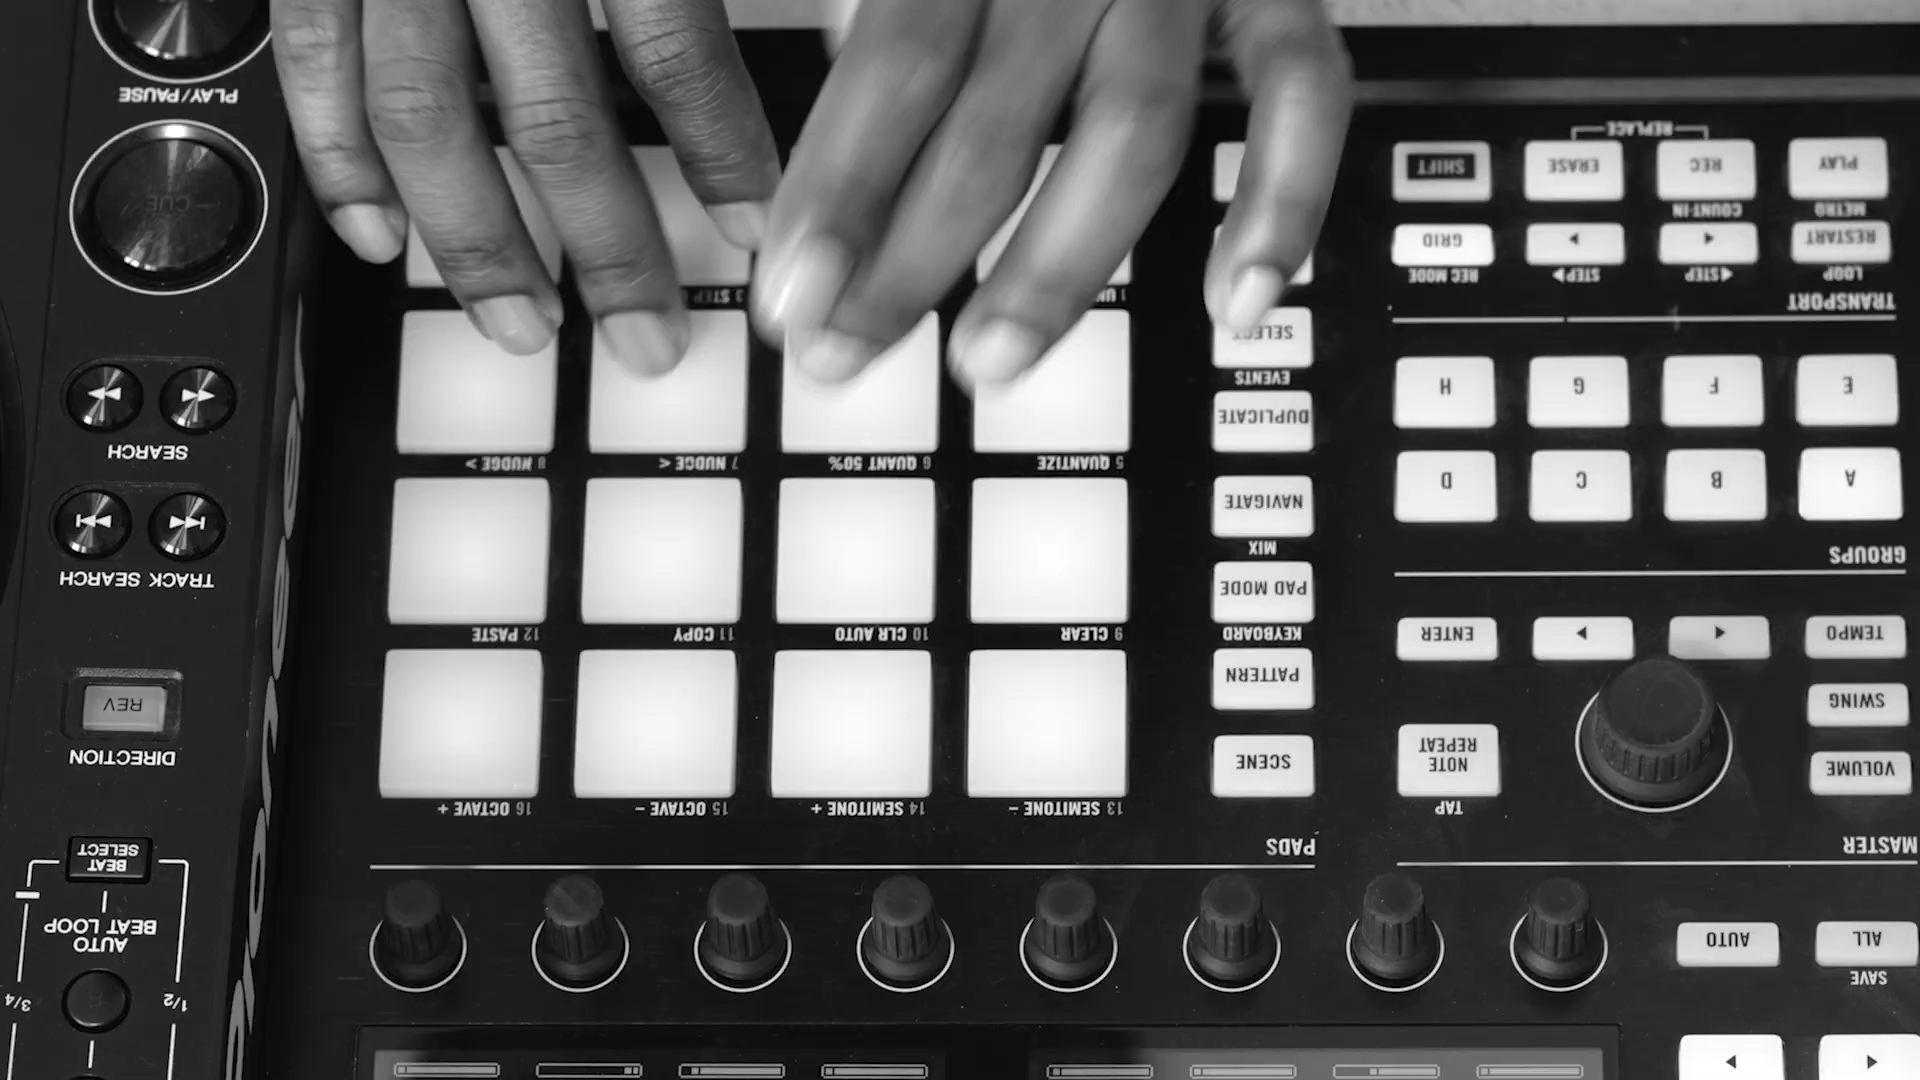 PLAY/PAUSE
CUE
SEARCH
TRACK SEARCH
REV
DIRECTION
BEAT
SELECT
AUTO
BEAT LOOP
1/2
3/4
Pioneer
MASTER
VOLUME
SWING
TEMPO
NOTE
REPEAT
TAP
ENTER
GROUPS
A
B
C
D
E
F
G
H
TRANSPORT
LOOP
RESTART
◀STEP
STEP▶
REC MODE
GRID
METRO
PLAY
COUNT-IN
REC
ERASE
SHIFT
REPLACE
PADS
SCENE
PATTERN
KEYBOARD
PAD MODE
MIX
NAVIGATE
DUPLICATE
EVENTS
SELECT
13 SEMITONE -
14 SEMITONE +
15 OCTAVE -
16 OCTAVE +
9 CLEAR
10 CLR AUTO
11 COPY
12 PASTE
5 QUANTIZE
6 QUANT 50%
7 NUDGE <
8 NUDGE >
1
3 STEP
SAVE
ALL
AUTO